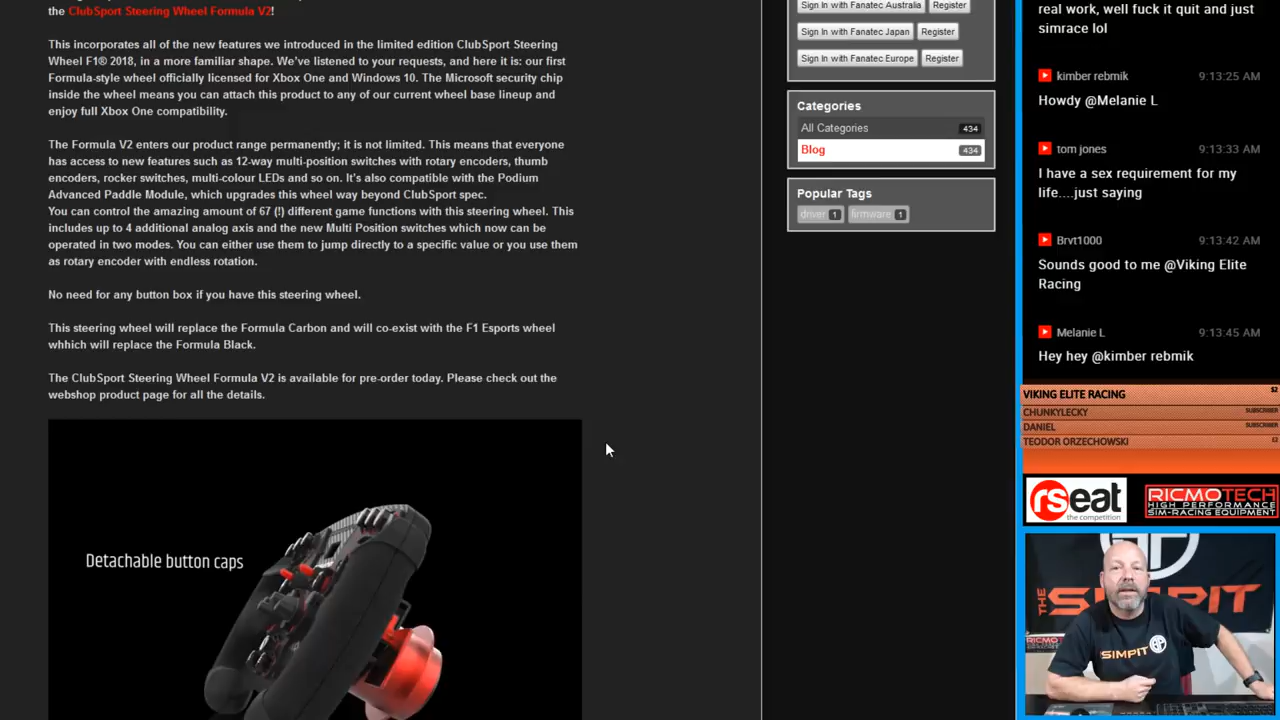 the ClubSport Steering Wheel Formula V2!
This incorporates all of the new features we introduced in the limited edition ClubSport Steering
Wheel F1® 2018, in a more familiar shape. We've listened to your requests, and here it is: our first
Formula-style wheel officially licensed for Xbox One and Windows 10. The Microsoft security chip
inside the wheel means you can attach this product to any of our current wheel base lineup and
enjoy full Xbox One compatibility.
The Formula V2 enters our product range permanently; it is not limited. This means that everyone
has access to new features such as 12-way multi-position switches with rotary encoders, thumb
encoders, rocker switches, multi-colour LEDs and so on. It's also compatible with the Podium
Advanced Paddle Module, which upgrades this wheel way beyond ClubSport spec.
You can control the amazing amount of 67 (!) different game functions with this steering wheel. This
includes up to 4 additional analog axis and the new Multi Position switches which now can be
operated in two modes. You can either use them to jump directly to a specific value or you use them
as rotary encoder with endless rotation.
No need for any button box if you have this steering wheel.
This steering wheel will replace the Formula Carbon and will co-exist with the F1 Esports wheel
whhich will replace the Formula Black.
The ClubSport Steering Wheel Formula V2 is available for pre-order today. Please check out the
webshop product page for all the details.
Detachable button caps
Sign In with Fanatec Australia Register
Sign In with Fanatec Japan Register
Sign In with Fanatec Europe Register
Categories
All Categories 434
Blog 434
Popular Tags
driver 1 firmware 1
real work, well fuck it quit and just
simrace lol
kimber rebmik 9:13:25 AM
Howdy @Melanie L
tom jones 9:13:33 AM
I have a sex requirement for my
life....just saying
Brvt1000 9:13:42 AM
Sounds good to me @Viking Elite
Racing
Melanie L 9:13:45 AM
Hey hey @kimber rebmik
VIKING ELITE RACING $2
CHUNKYLECKY SUBSCRIBER
DANIEL SUBSCRIBER
TEODOR ORZECHOWSKI
rseat
the competition
RICMOTECH
HIGH PERFORMANCE
SIM-RACING EQUIPMENT
THE SIMPIT
RICMOTECH
SIMPIT